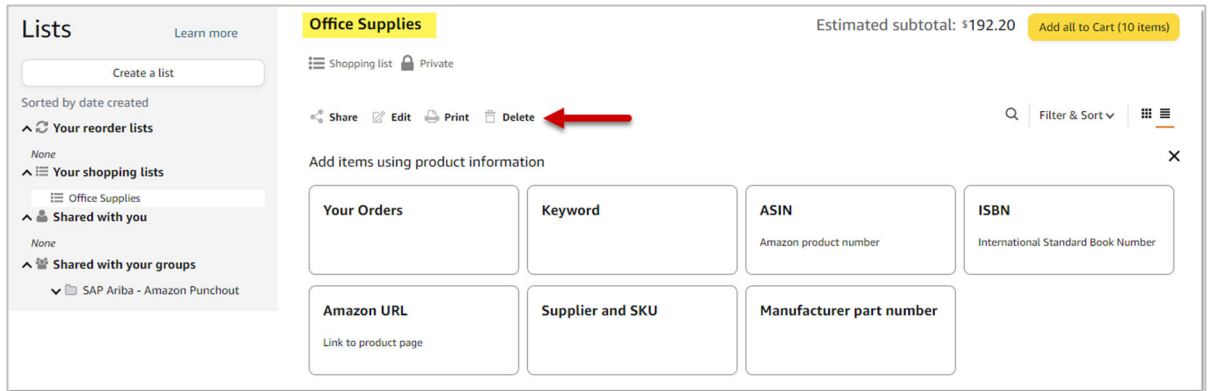 Lists
Learn more
Create a list
Sorted by date created
Your reorder lists
None
Your shopping lists
Office Supplies
Shared with you
None
Shared with your groups
SAP Ariba - Amazon Punchout
Office Supplies
Estimated subtotal: $192.20
Add all to Cart (10 items)
Shopping list Private
Share Edit Print Delete
Filter & Sort
Add items using product information
Your Orders
Keyword
ASIN
Amazon product number
ISBN
International Standard Book Number
Amazon URL
Link to product page
Supplier and SKU
Manufacturer part number